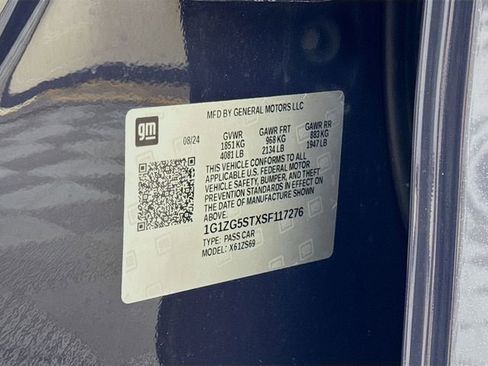 MFD BY GENERAL MOTORS LLC
gm
08/24 GVWR GAWR FRT GAWR RR
1851 KG 968 KG 883 KG
4081 LB 2134 LB 1947 LB
THIS VEHICLE CONFORMS TO ALL
APPLICABLE U.S. FEDERAL MOTOR
VEHICLE SAFETY, BUMPER, AND THEFT
PREVENTION STANDARDS IN EFFECT ON
THE DATE OF MANUFACTURE SHOWN
ABOVE.
1G1ZG5STXSF117276
TYPE: PASS CAR
MODEL: X61ZS69